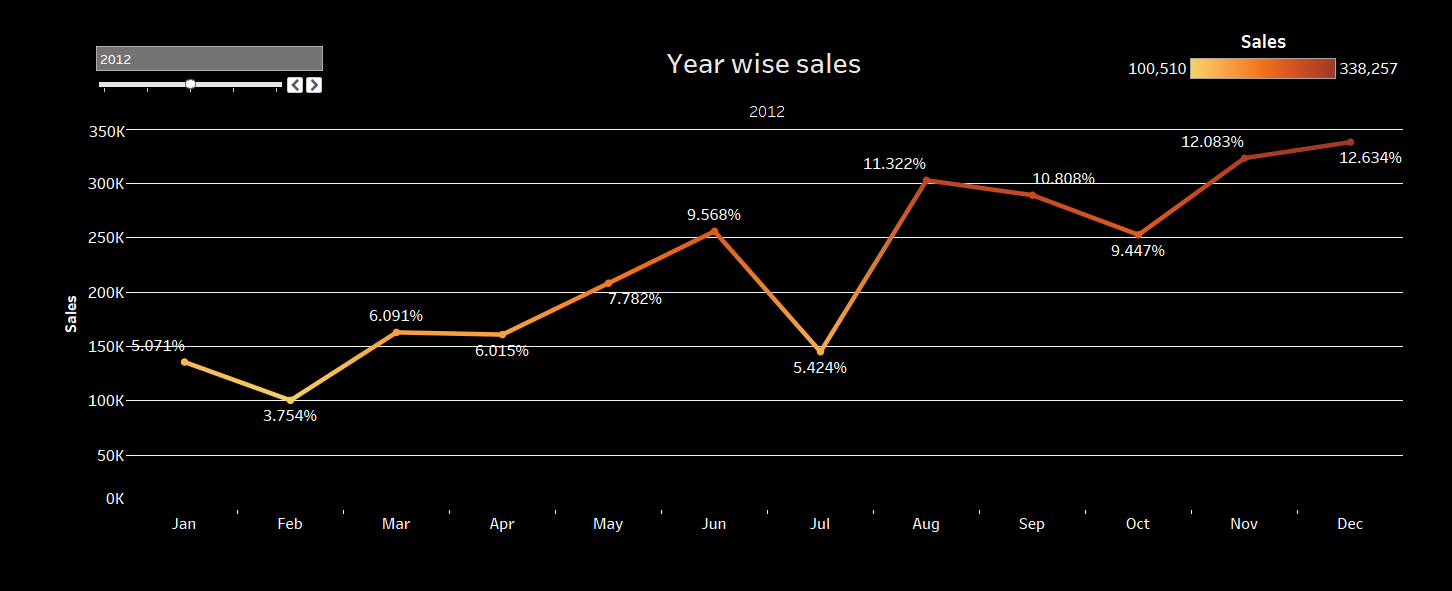 2012
Year wise sales
Sales
100,510
338,257
2012
350K
300K
250K
200K
150K
100K
50K
0K
Sales
5.071%
3.754%
6.091%
6.015%
7.782%
9.568%
5.424%
11.322%
10.808%
9.447%
12.083%
12.634%
Jan Feb Mar Apr May Jun Jul Aug Sep Oct Nov Dec